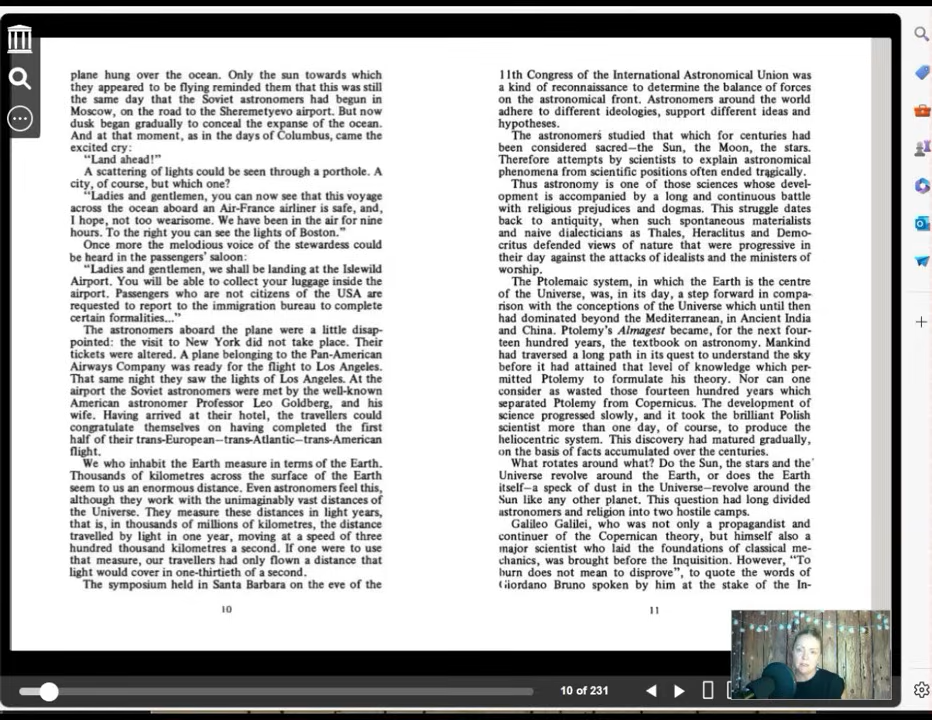 plane hung over the ocean. Only the sun towards which
they appeared to be flying reminded them that this was still
the same day that the Soviet astronomers had begun in
Moscow, on the road to the Sheremetyevo airport. But now
dusk began gradually to conceal the expanse of the ocean.
And at that moment, as in the days of Columbus, came the
excited cry:
“Land ahead!”
A scattering of lights could be seen through a porthole. A
city, of course, but which one?
“Ladies and gentlemen, you can now see that this voyage
across the ocean aboard an Air-France airliner is safe, and,
I hope, not too wearisome. We have been in the air for nine
hours. To the right you can see the lights of Boston.”
Once more the melodious voice of the stewardess could
be heard in the passengers’ saloon:
“Ladies and gentlemen, we shall be landing at the Islewild
Airport. You will be able to collect your luggage inside the
airport. Passengers who are not citizens of the USA are
requested to report to the immigration bureau to complete
certain formalities...”
The astronomers aboard the plane were a little disap-
pointed: the visit to New York did not take place. Their
tickets were altered. A plane belonging to the Pan-American
Airways Company was ready for the flight to Los Angeles.
That same night they saw the lights of Los Angeles. At the
airport the Soviet astronomers were met by the well-known
American astronomer Professor Leo Goldberg, and his
wife. Having arrived at their hotel, the travellers could
congratulate themselves on having completed the first
half of their trans-European—trans-Atlantic—trans-American
flight.
We who inhabit the Earth measure in terms of the Earth.
Thousands of kilometres across the surface of the Earth
seem to us an enormous distance. Even astronomers feel this,
although they work with the unimaginably vast distances of
the Universe. They measure these distances in light years,
that is, in thousands of millions of kilometres, the distance
travelled by light in one year, moving at a speed of three
hundred thousand kilometres a second. If one were to use
that measure, our travellers had only flown a distance that
light would cover in one-thirtieth of a second.
The symposium held in Santa Barbara on the eve of the
10
11th Congress of the International Astronomical Union was
a kind of reconnaissance to determine the balance of forces
on the astronomical front. Astronomers around the world
adhere to different ideologies, support different ideas and
hypotheses.
The astronomers studied that which for centuries had
been considered sacred—the Sun, the Moon, the stars.
Therefore attempts by scientists to explain astronomical
phenomena from scientific positions often ended tragically.
Thus astronomy is one of those sciences whose devel-
opment is accompanied by a long and continuous battle
with religious prejudices and dogmas. This struggle dates
back to antiquity, when such spontaneous materialists
and naive dialecticians as Thales, Heraclitus and Demo-
critus defended views of nature that were progressive in
their day against the attacks of idealists and the ministers of
worship.
The Ptolemaic system, in which the Earth is the centre
of the Universe, was, in its day, a step forward in compa-
rison with the conceptions of the Universe which until then
had dominated beyond the Mediterranean, in Ancient India
and China. Ptolemy’s Almagest became, for the next four-
teen hundred years, the textbook on astronomy. Mankind
had traversed a long path in its quest to understand the sky
before it had attained that level of knowledge which per-
mitted Ptolemy to formulate his theory. Nor can one
consider as wasted those fourteen hundred years which
separated Ptolemy from Copernicus. The development of
science progressed slowly, and it took the brilliant Polish
scientist more than one day, of course, to produce the
heliocentric system. This discovery had matured gradually,
on the basis of facts accumulated over the centuries.
What rotates around what? Do the Sun, the stars and the
Universe revolve around the Earth, or does the Earth
itself—a speck of dust in the Universe—revolve around the
Sun like any other planet. This question had long divided
astronomers and religion into two hostile camps.
Galileo Galilei, who was not only a propagandist and
continuer of the Copernican theory, but himself also a
major scientist who laid the foundations of classical me-
chanics, was brought before the Inquisition. However, “To
burn does not mean to disprove”, to quote the words of
Giordano Bruno spoken by him at the stake of the In-
11
10 of 231